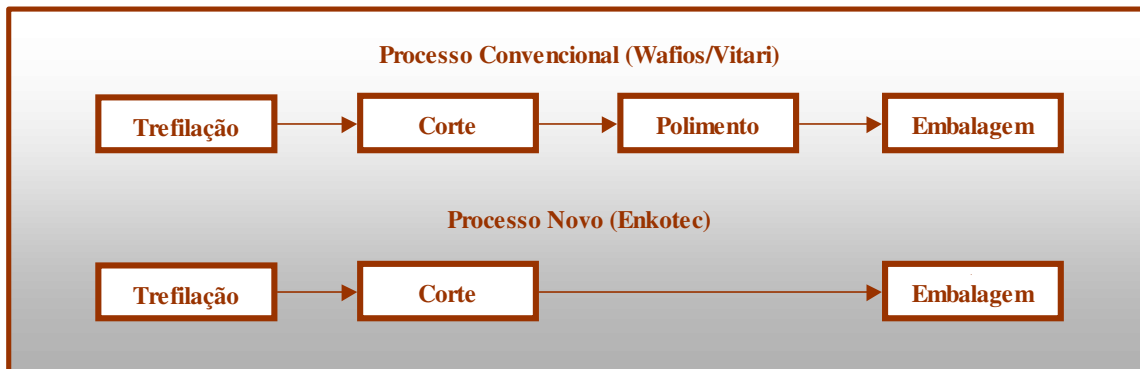 Processo Convencional (Wafios/Vitari)
Trefilação
Corte
Polimento
Embalagem
Processo Novo (Enkotec)
Trefilação
Corte
Embalagem